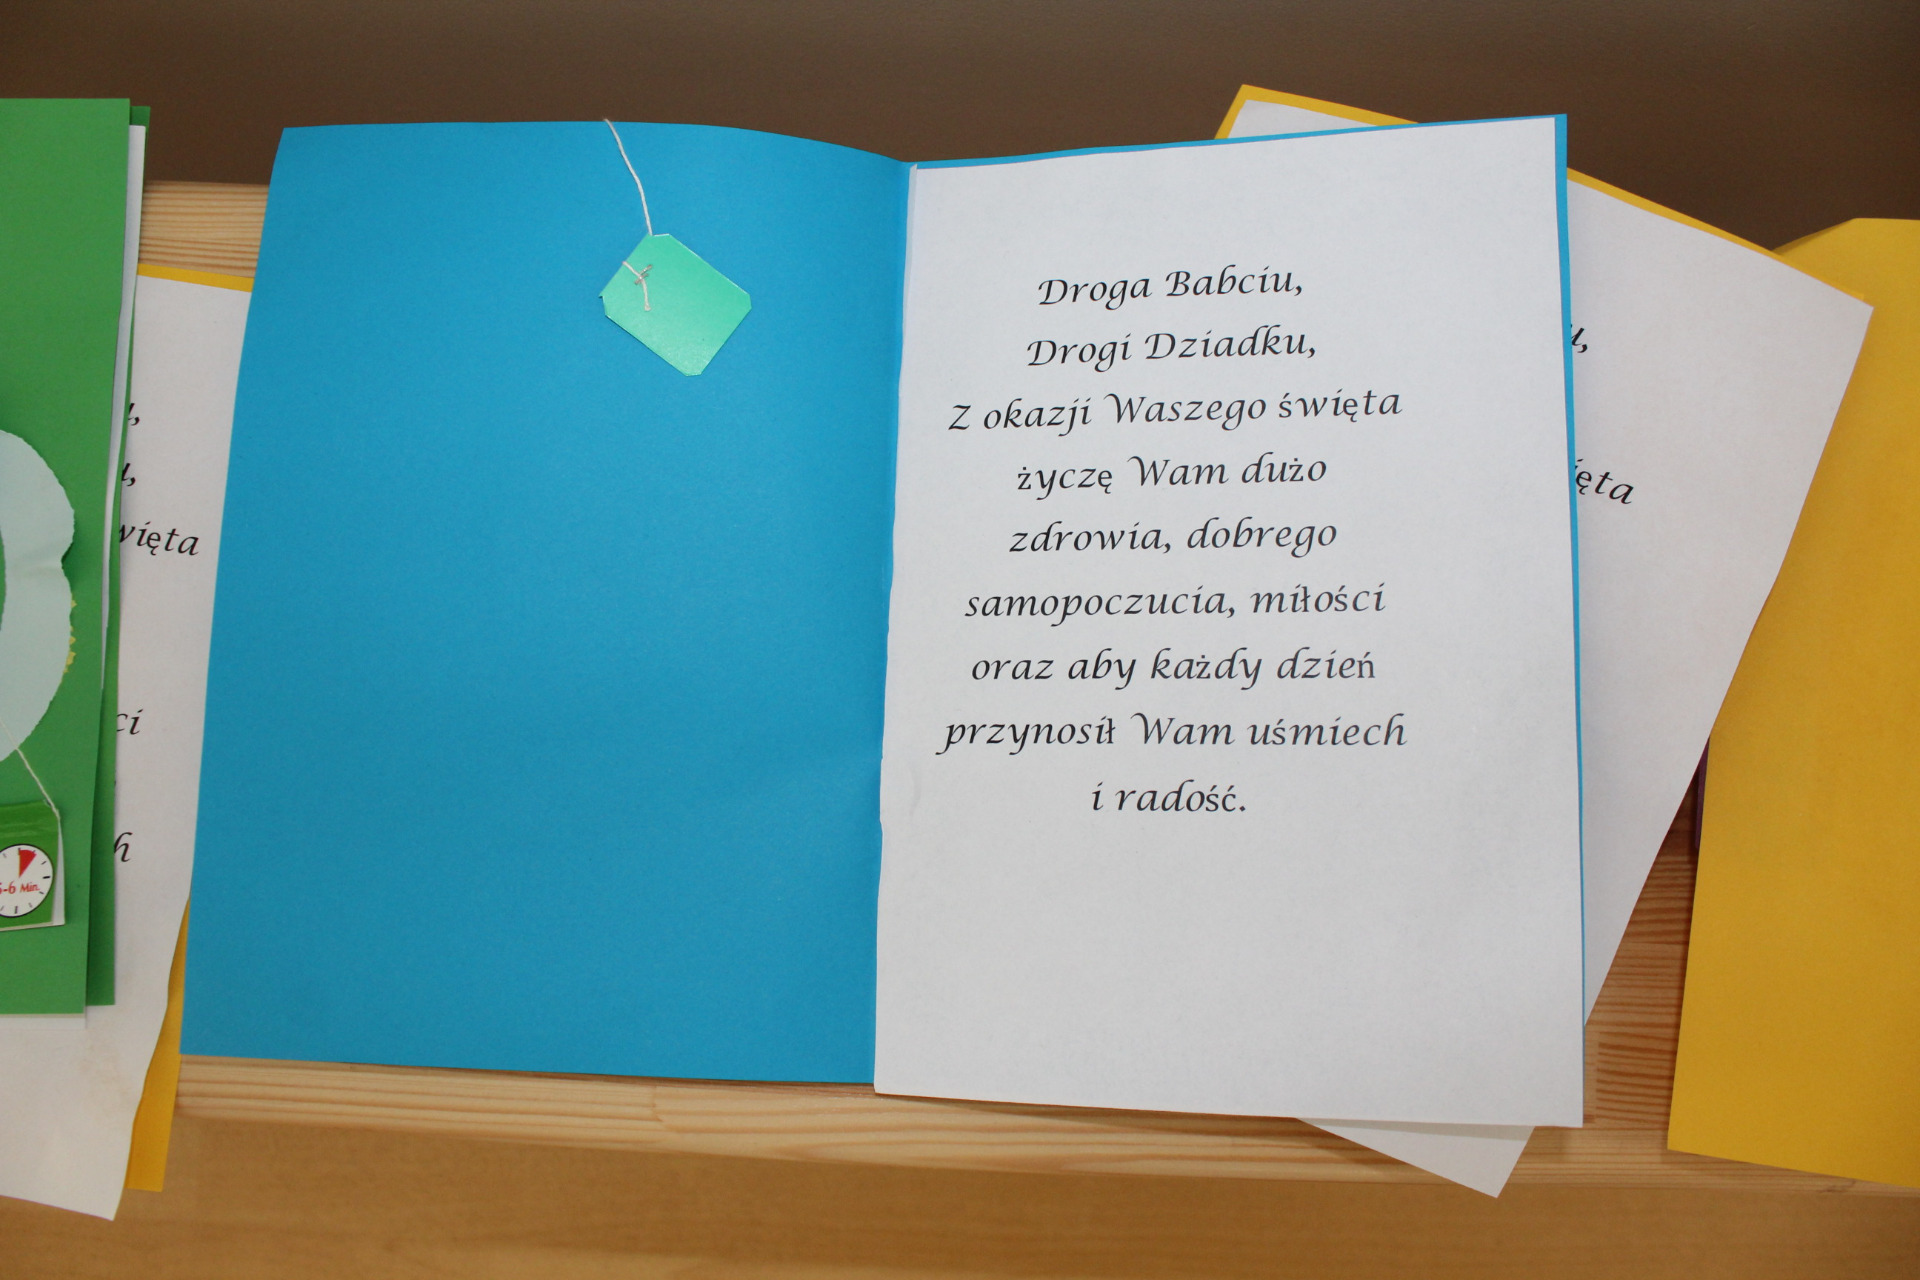 Droga Babciu,
Drogi Dziadku,
Z okazji Waszego święta
życzę Wam dużo
zdrowia, dobrego
samopoczucia, miłości
oraz aby każdy dzień
przynosił Wam uśmiech
i radość.